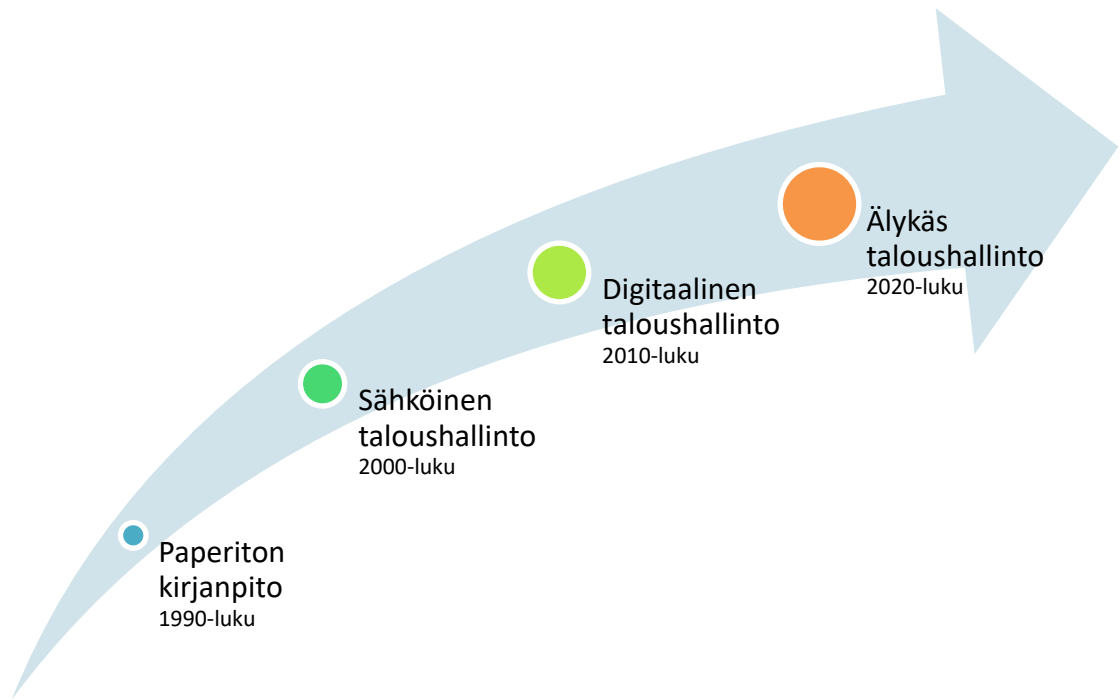 Paperiton
kirjanpito
1990-luku
Sähköinen
taloushallinto
2000-luku
Digitaalinen
taloushallinto
2010-luku
Älykäs
taloushallinto
2020-luku